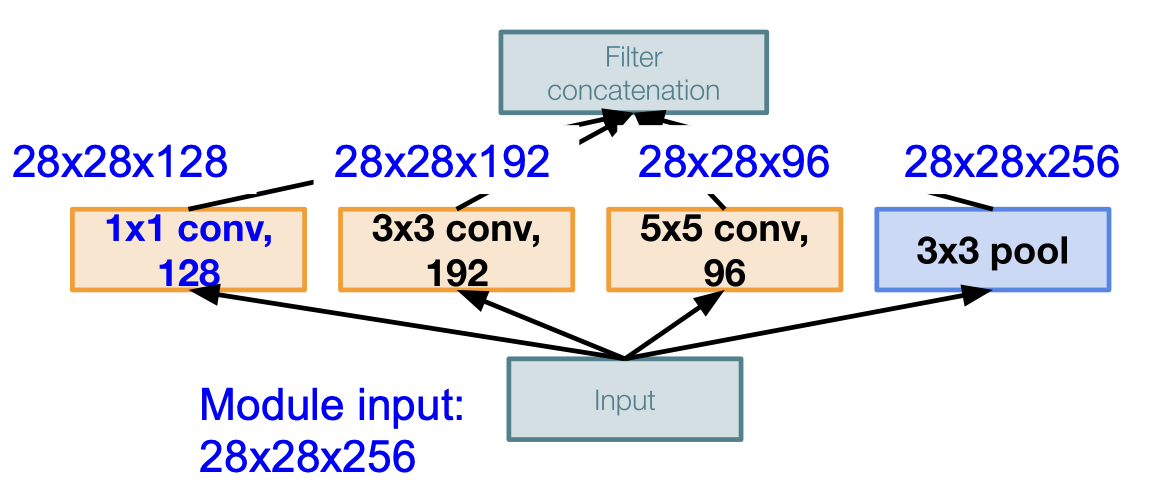 Filter
concatenation
28x28x128
28x28x192
28x28x96
28x28x256
1x1 conv,
128
3x3 conv,
192
5x5 conv,
96
3x3 pool
Input
Module input:
28x28x256